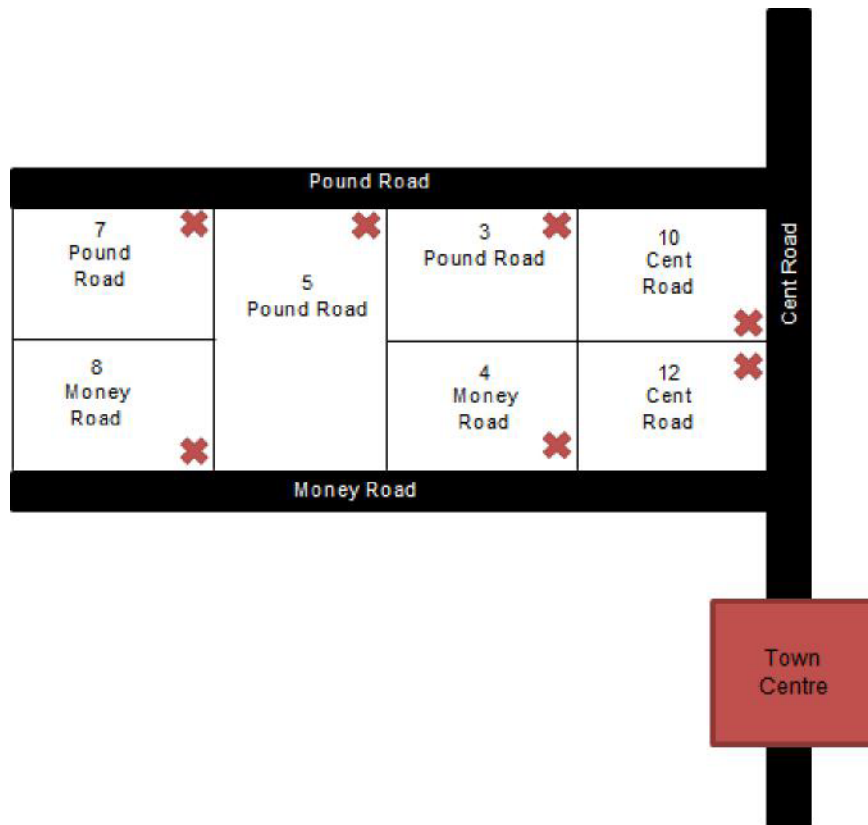 Pound Road
7
Pound
Road
5
Pound Road
3
Pound Road
10
Cent
Road
Cent Road
8
Money
Road
4
Money
Road
12
Cent
Road
Money Road
Town
Centre